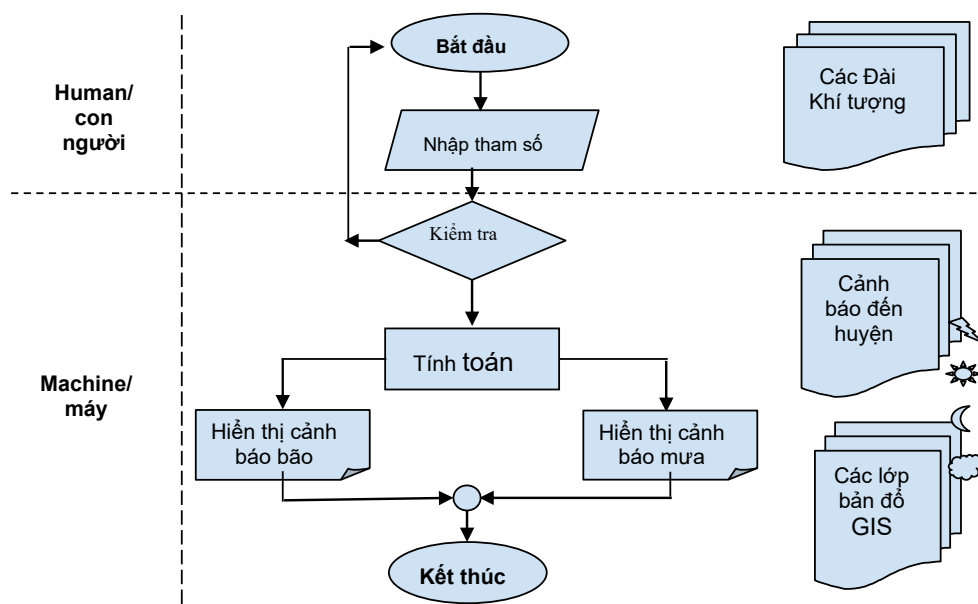 Bắt đầu
Các Đài
Khí tượng
Human/
con
người
Nhập tham số
Kiểm tra
Cảnh
báo đến
huyện
Tính toán
Machine/
máy
Hiển thị cảnh
báo bão
Hiển thị cảnh
báo mưa
Các lớp
bản đồ
GIS
Kết thúc